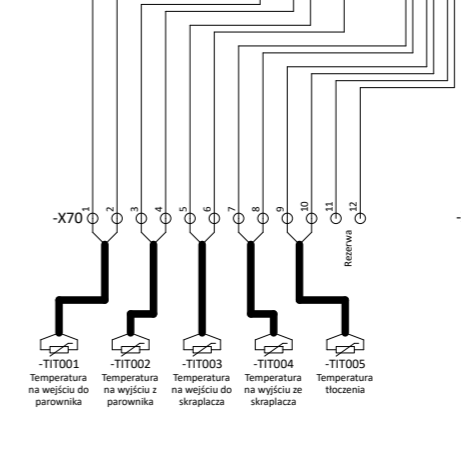 -X70 1 2 3 4 5 6 7 8 9 10 11 12
Rezerwa
-TIT001 -TIT002 -TIT003 -TIT004 -TIT005
Temperatura Temperatura Temperatura Temperatura Temperatura
na wejściu do na wyjściu z na wejściu do na wyjściu ze tłoczenia
parownika parownika skraplacza skraplacza